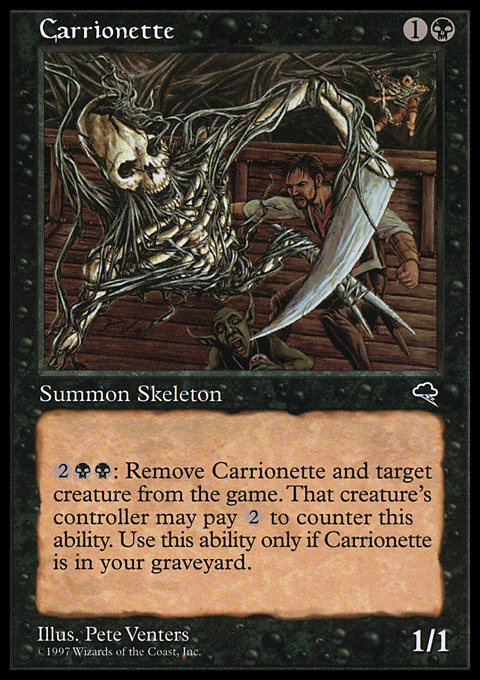 Carrionette 1
Summon Skeleton
2: Remove Carrionette and target
creature from the game. That creature's
controller may pay 2 to counter this
ability. Use this ability only if Carrionette
is in your graveyard.
Illus. Pete Venters
©1997 Wizards of the Coast, Inc.
1/1